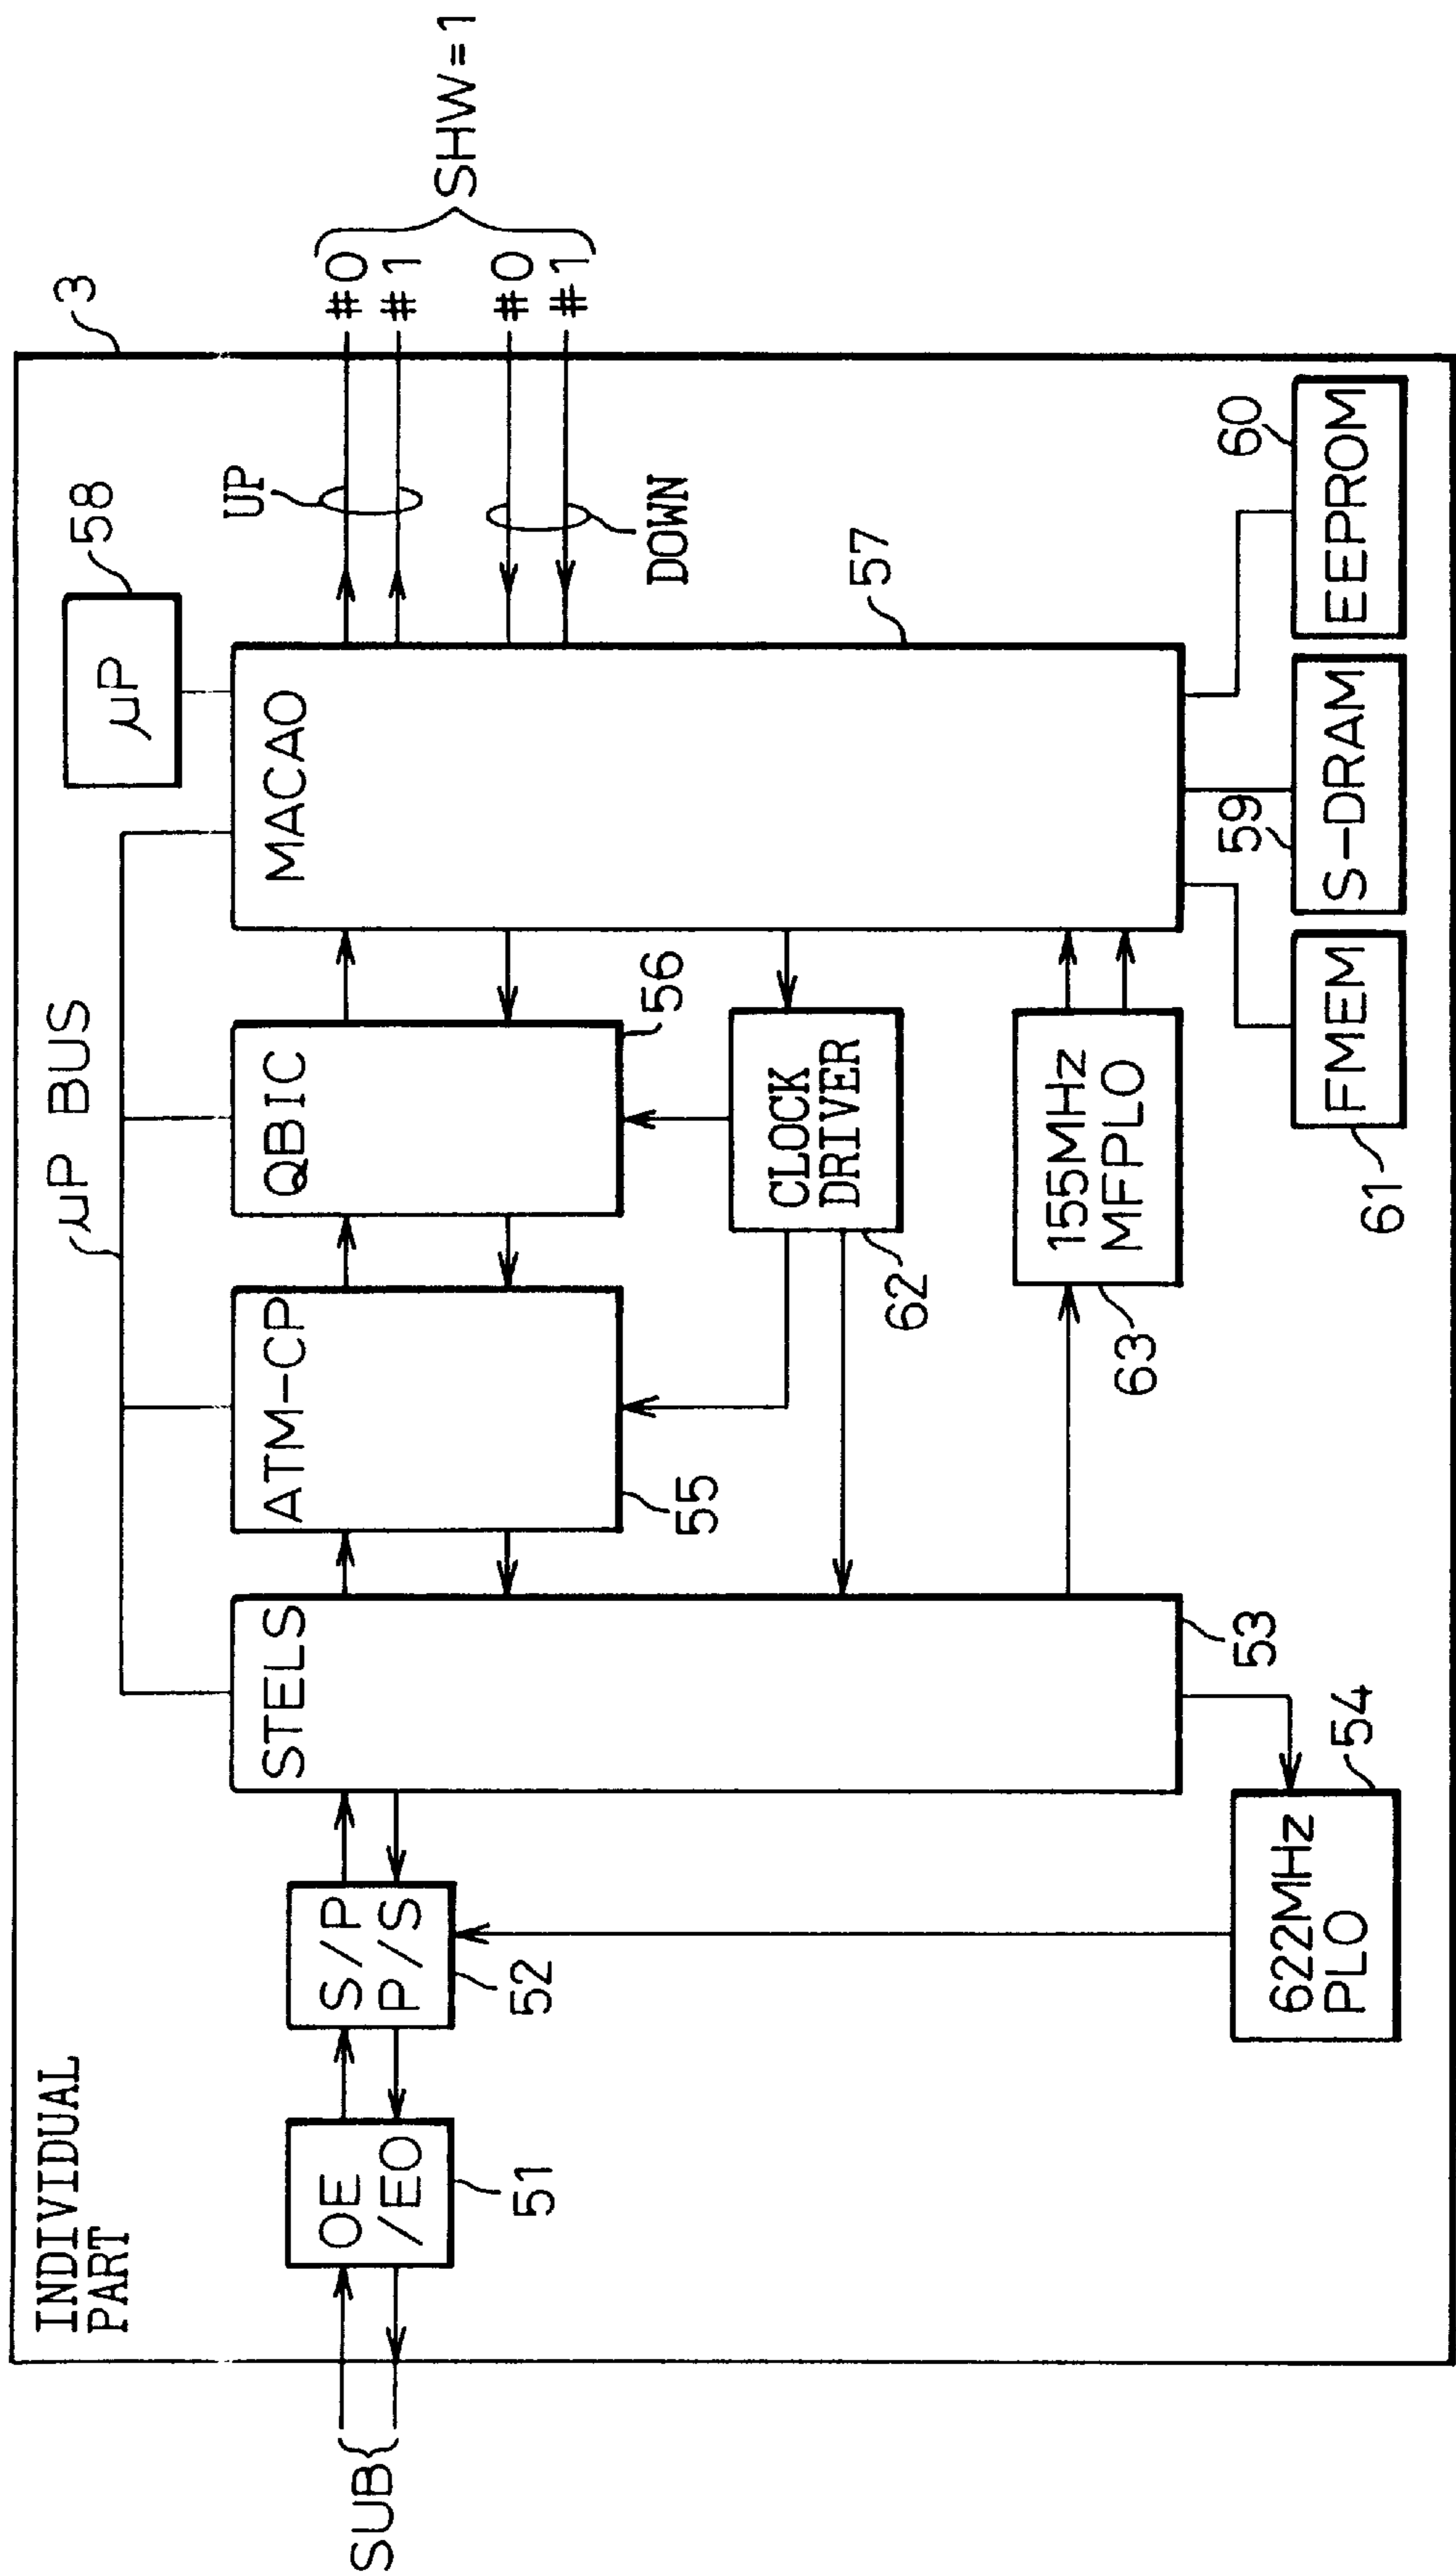 INDIVIDUAL
PART
3
μP BUS
μP
58
SUB
OE
/EO
51
S/P
P/S
52
STELS
53
ATM-CP
55
QBIC
56
MACAO
57
UP
DOWN
#0
#1
#0
#1
SHW=1
CLOCK
DRIVER
62
155MHz
MFPLO
63
622MHz
PLO
54
FMEM
61
S-DRAM
59
EEPROM
60